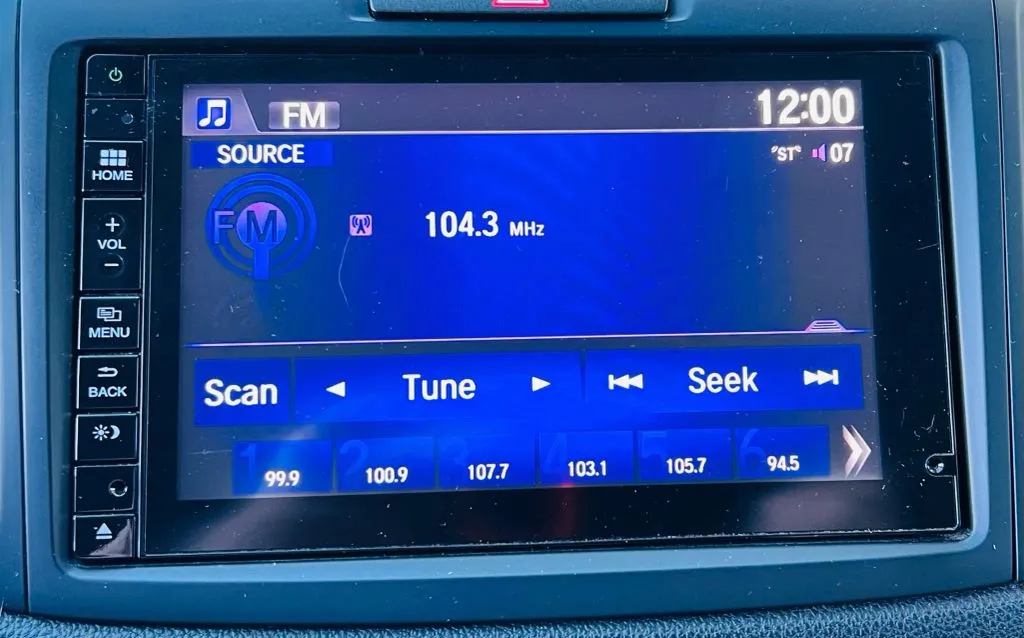 FM
12:00
SOURCE
"ST" 07
FM
104.3 MHz
HOME
+
VOL
−
MENU
BACK
Scan
Tune
Seek
1 2 3 4 5 6
99.9 100.9 107.7 103.1 105.7 94.5